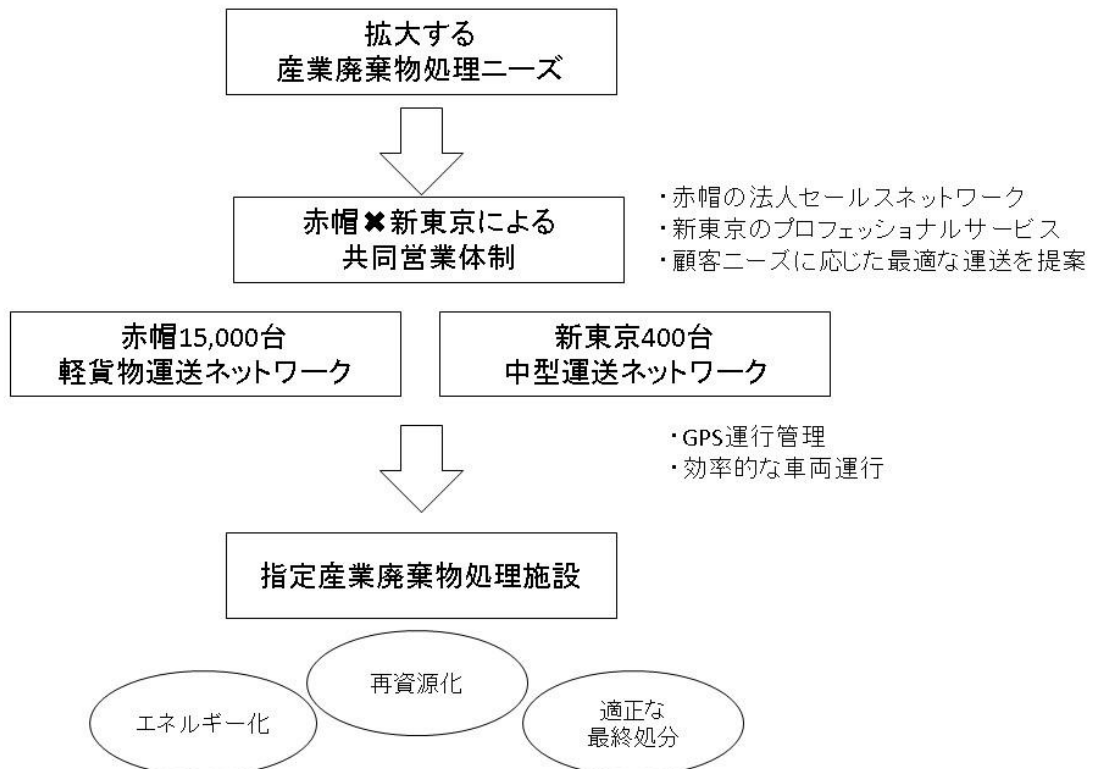 拡大する
産業廃棄物処理ニーズ
赤帽✖新東京による
共同営業体制
・赤帽の法人セールスネットワーク
・新東京のプロフェッショナルサービス
・顧客ニーズに応じた最適な運送を提案
赤帽15,000台
軽貨物運送ネットワーク
新東京400台
中型運送ネットワーク
・GPS運行管理
・効率的な車両運行
指定産業廃棄物処理施設
エネルギー化
再資源化
適正な
最終処分